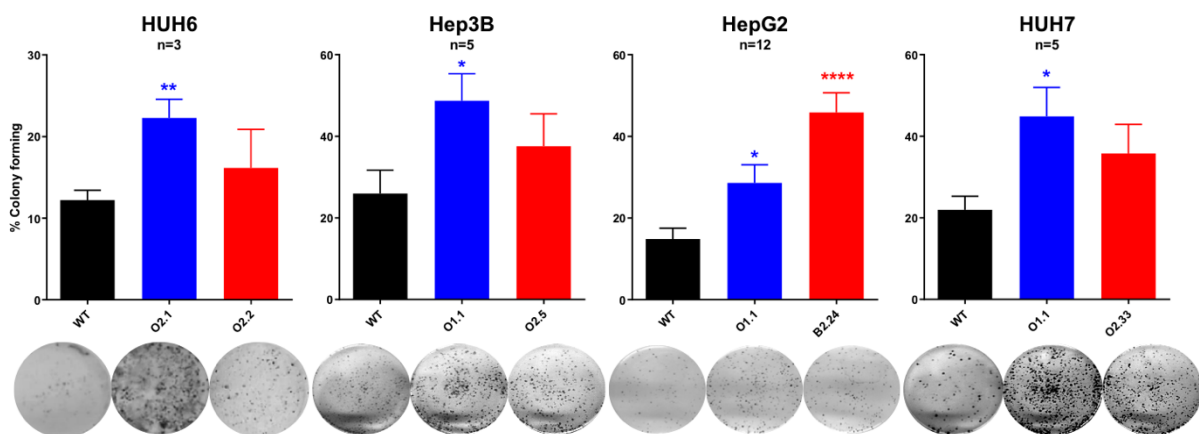 HUH6
n=3
% Colony forming
30
20
10
0
**
WT
O2.1
O2.2
Hep3B
n=5
60
40
20
0
*
WT
O1.1
O2.5
HepG2
n=12
60
40
20
0
*
****
WT
O1.1
B2.24
HUH7
n=5
60
40
20
0
*
WT
O1.1
O2.33